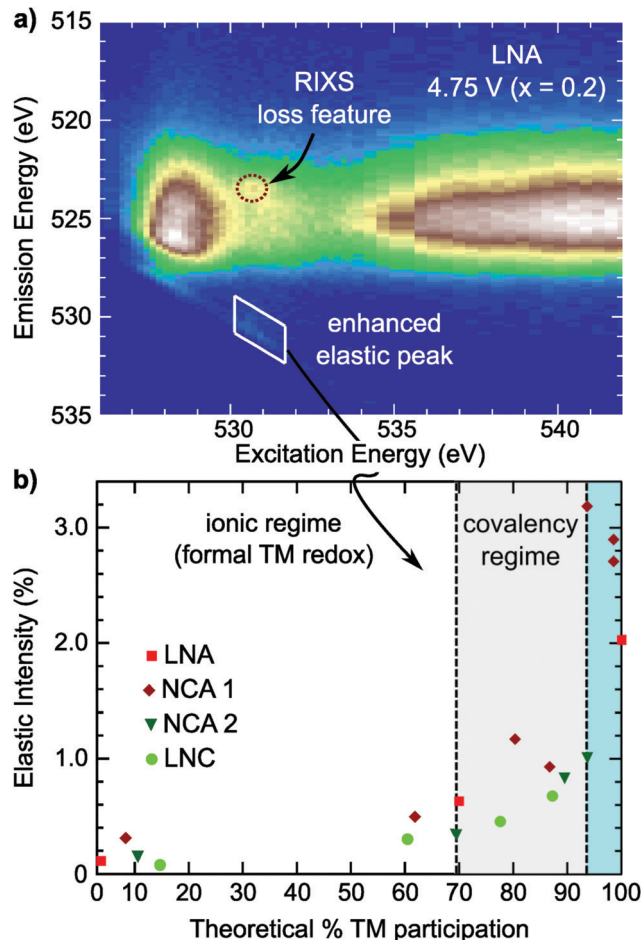 a)
515
520
525
530
535
Emission Energy (eV)
RIXS
loss feature
LNA
4.75 V (x = 0.2)
enhanced
elastic peak
530
535
540
Excitation Energy (eV)
b)
3.0
2.0
1.0
0
Elastic Intensity (%)
ionic regime
(formal TM redox)
covalency
regime
LNA
NCA 1
NCA 2
LNC
0 10 20 30 40 50 60 70 80 90 100
Theoretical % TM participation